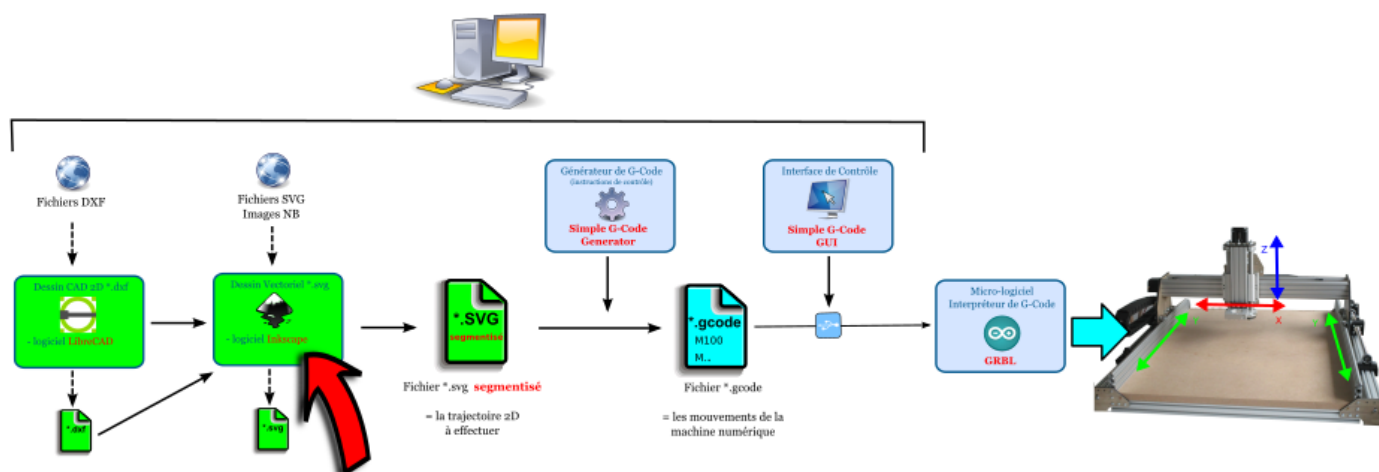 Fichiers DXF
Dessin CAD 2D *.dxf
- logiciel LibreCAD
*.dxf
Fichiers SVG
Images NB
Dessin Vectoriel *.svg
- logiciel Inkscape
*.svg
*.SVG
segmentisé
Fichier *.svg segmentisé
= la trajectoire 2D
à effectuer
Générateur de G-Code
(instructions de contrôle)
Simple G-Code
Generator
*.gcode
M100
M..
Fichier *.gcode
= les mouvements de la
machine numérique
Interface de Contrôle
Simple G-Code
GUI
Micro-logiciel
Interpréteur de G-Code
GRBL
Z
X